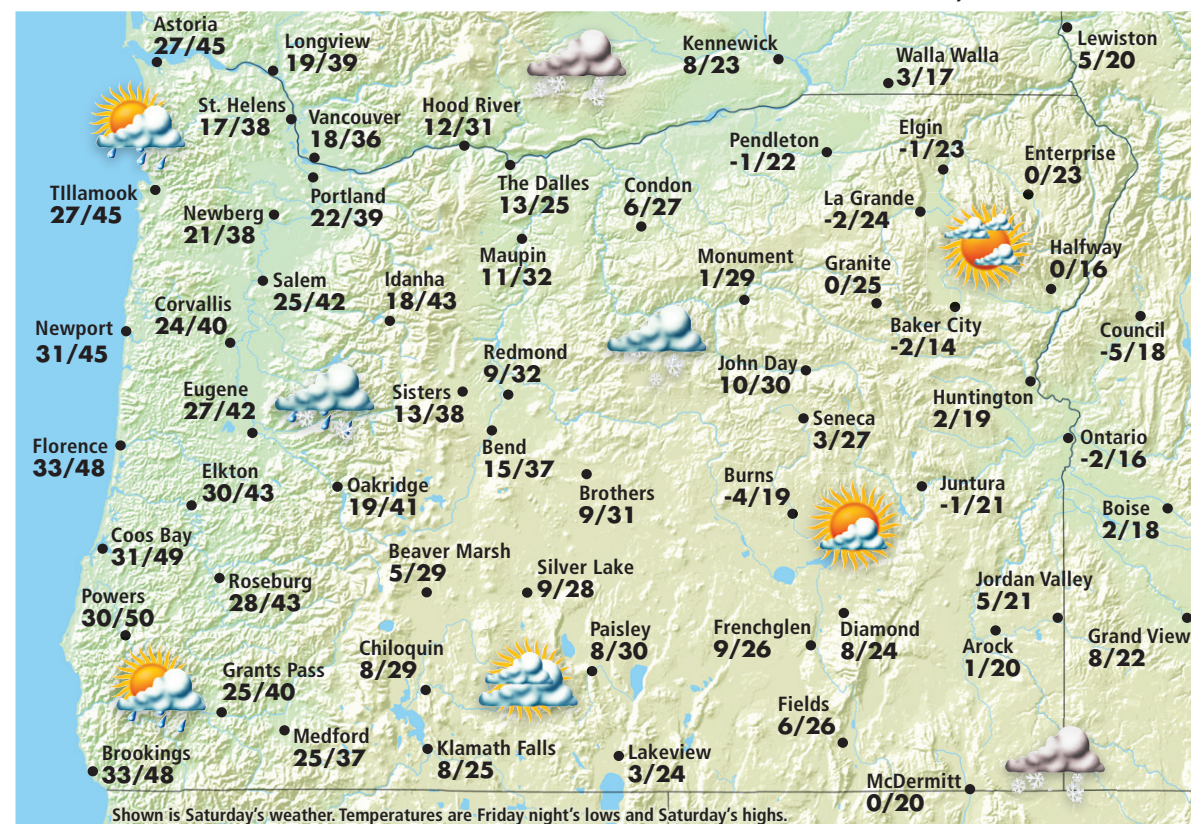 Astoria
27/45
Longview
19/39
Kennewick
8/23
Walla Walla
3/17
Lewiston
5/20
St. Helens
17/38
Vancouver
18/36
Hood River
12/31
Pendleton
-1/22
Elgin
-1/23
Enterprise
0/23
TIllamook
27/45
Portland
22/39
Newberg
21/38
The Dalles
13/25
Condon
6/27
La Grande
-2/24
Maupin
11/32
Monument
1/29
Granite
0/25
Halfway
0/16
Salem
25/42
Idanha
18/43
Corvallis
24/40
Newport
31/45
Baker City
-2/14
Council
-5/18
Redmond
9/32
John Day
10/30
Eugene
27/42
Sisters
13/38
Huntington
2/19
Seneca
3/27
Florence
33/48
Bend
15/37
Ontario
-2/16
Elkton
30/43
Oakridge
19/41
Brothers
9/31
Burns
-4/19
Juntura
-1/21
Boise
2/18
Coos Bay
31/49
Beaver Marsh
5/29
Silver Lake
9/28
Roseburg
28/43
Powers
30/50
Jordan Valley
5/21
Paisley
8/30
Frenchglen
9/26
Diamond
8/24
Arock
1/20
Grand View
8/22
Chiloquin
8/29
Grants Pass
25/40
Fields
6/26
Medford
25/37
Klamath Falls
8/25
Lakeview
3/24
Brookings
33/48
McDermitt
0/20
Shown is Saturday's weather. Temperatures are Friday night's lows and Saturday's highs.